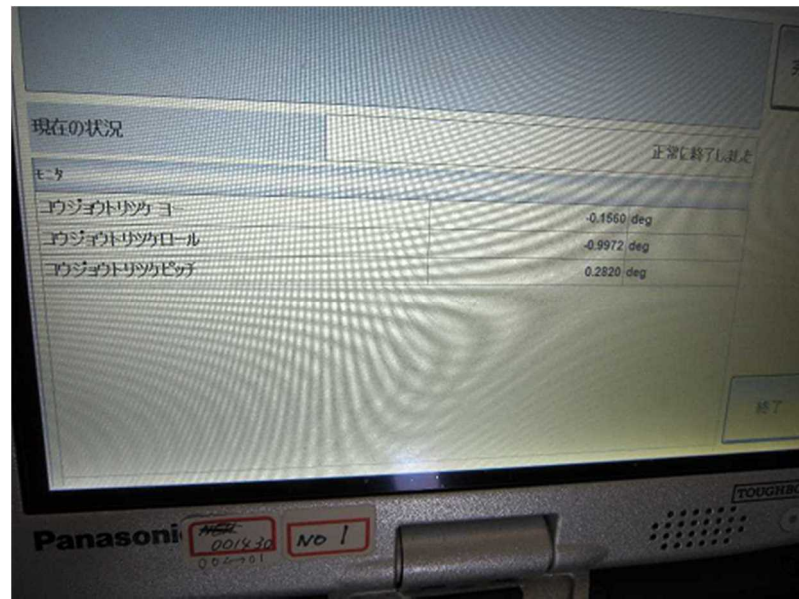 現在の状況
正常に終了しました
モニタ
コウジョウトリツケ ヨー -0.1560 deg
コウジョウトリツケロール -0.9972 deg
コウジョウトリツケピッチ 0.2820 deg
終了
TOUGHBO
Panasoni
001430
NO 1